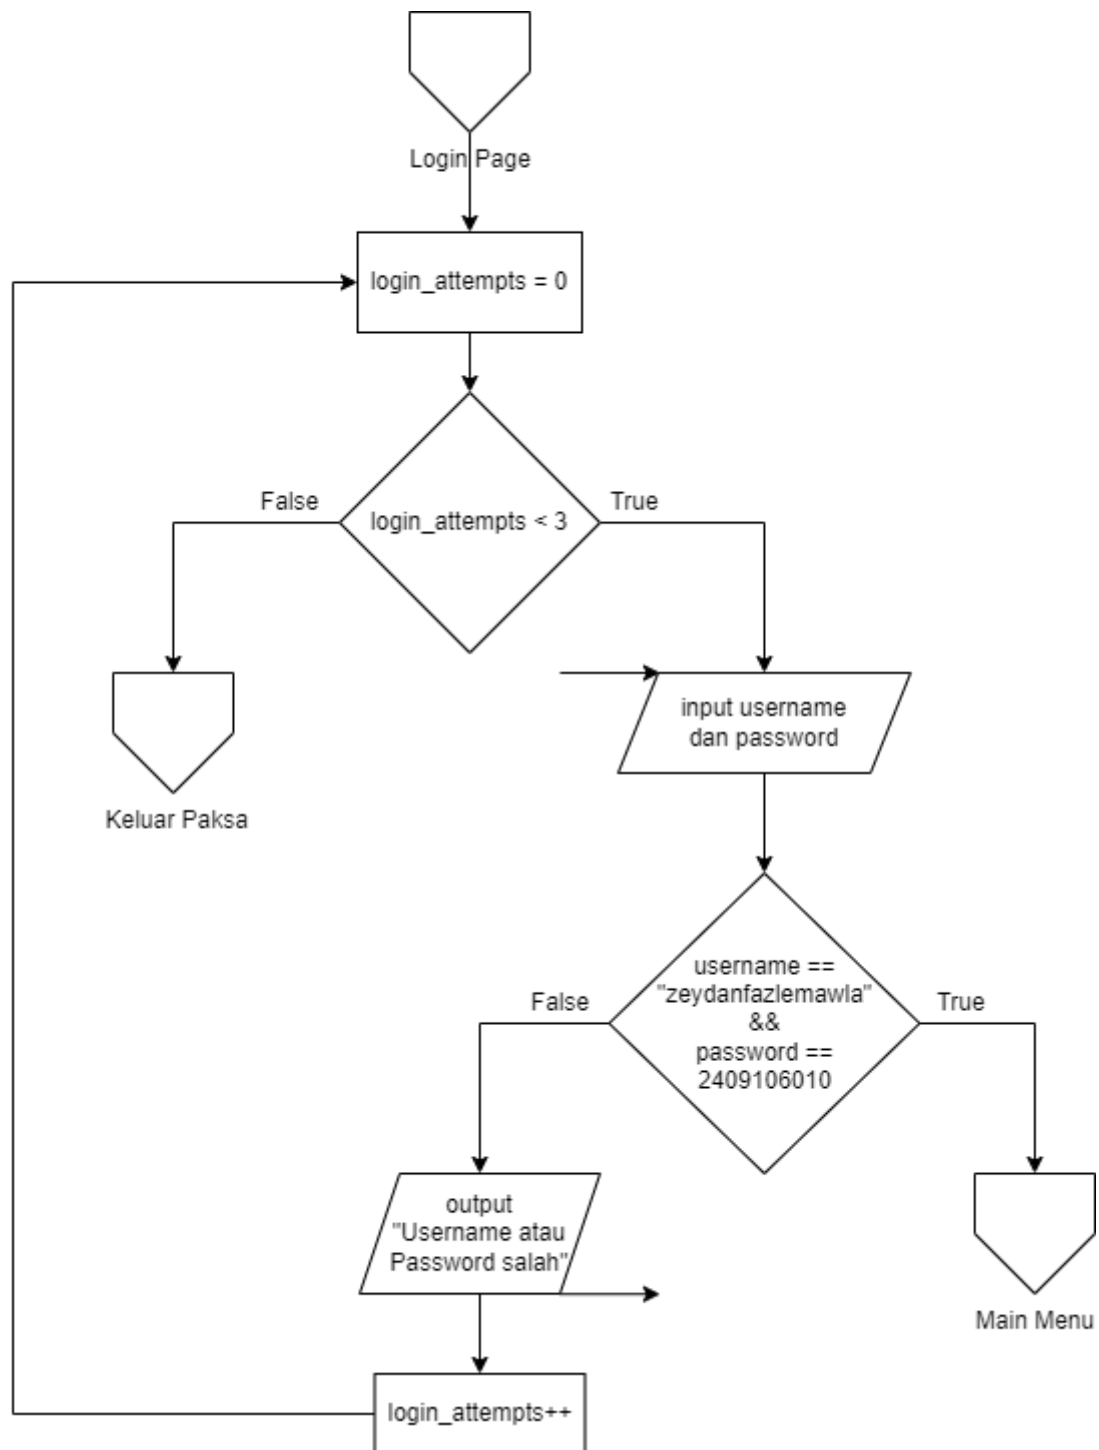 Login Page
login_attempts = 0
False
True
login_attempts < 3
input username
dan password
Keluar Paksa
username ==
"zeydanfazlemawla"
&&
password ==
2409106010
False
True
output
"Username atau
Password salah"
Main Menu
login_attempts++